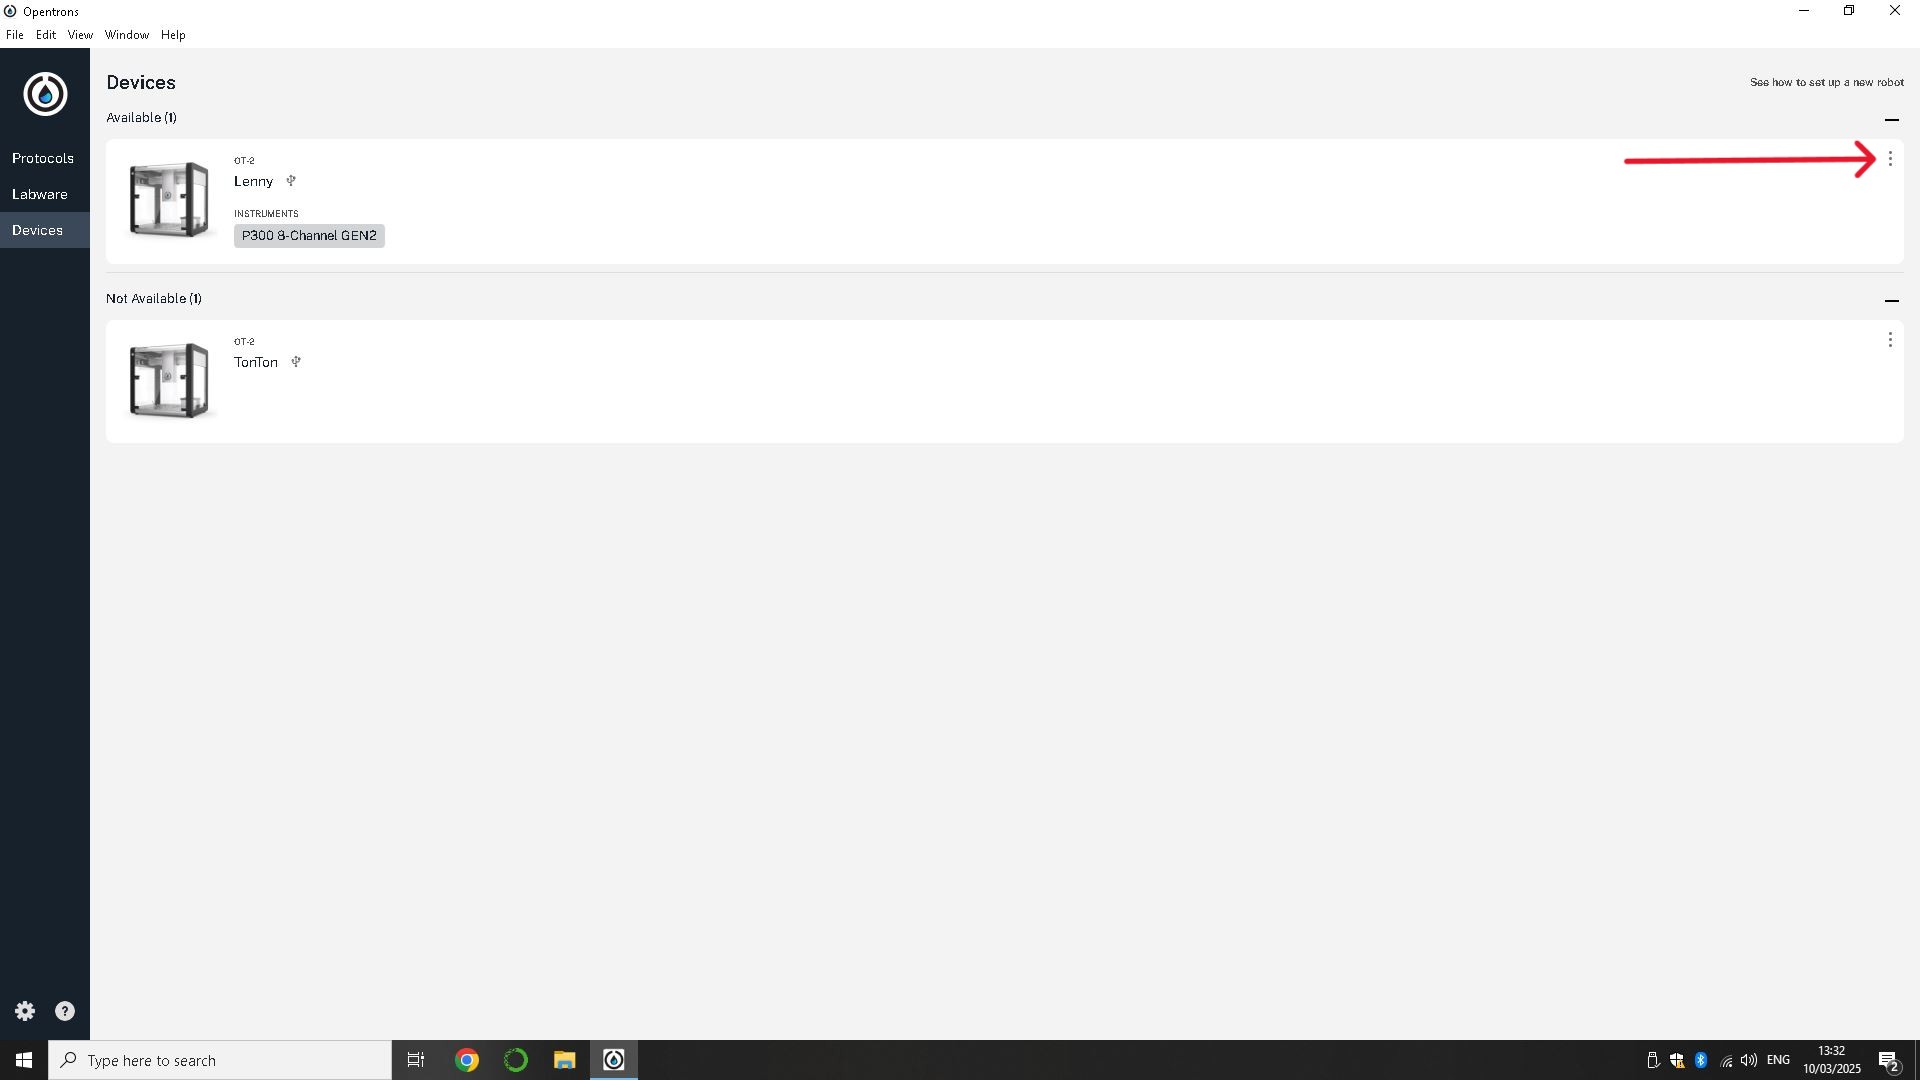 Opentrons
File Edit View Window Help
Devices
See how to set up a new robot
Available (1)
Protocols
Labware
Devices
OT-2
Lenny
INSTRUMENTS
P300 8-Channel GEN2
Not Available (1)
OT-2
TonTon
?
Type here to search
ENG
13:32
10/03/2025
2